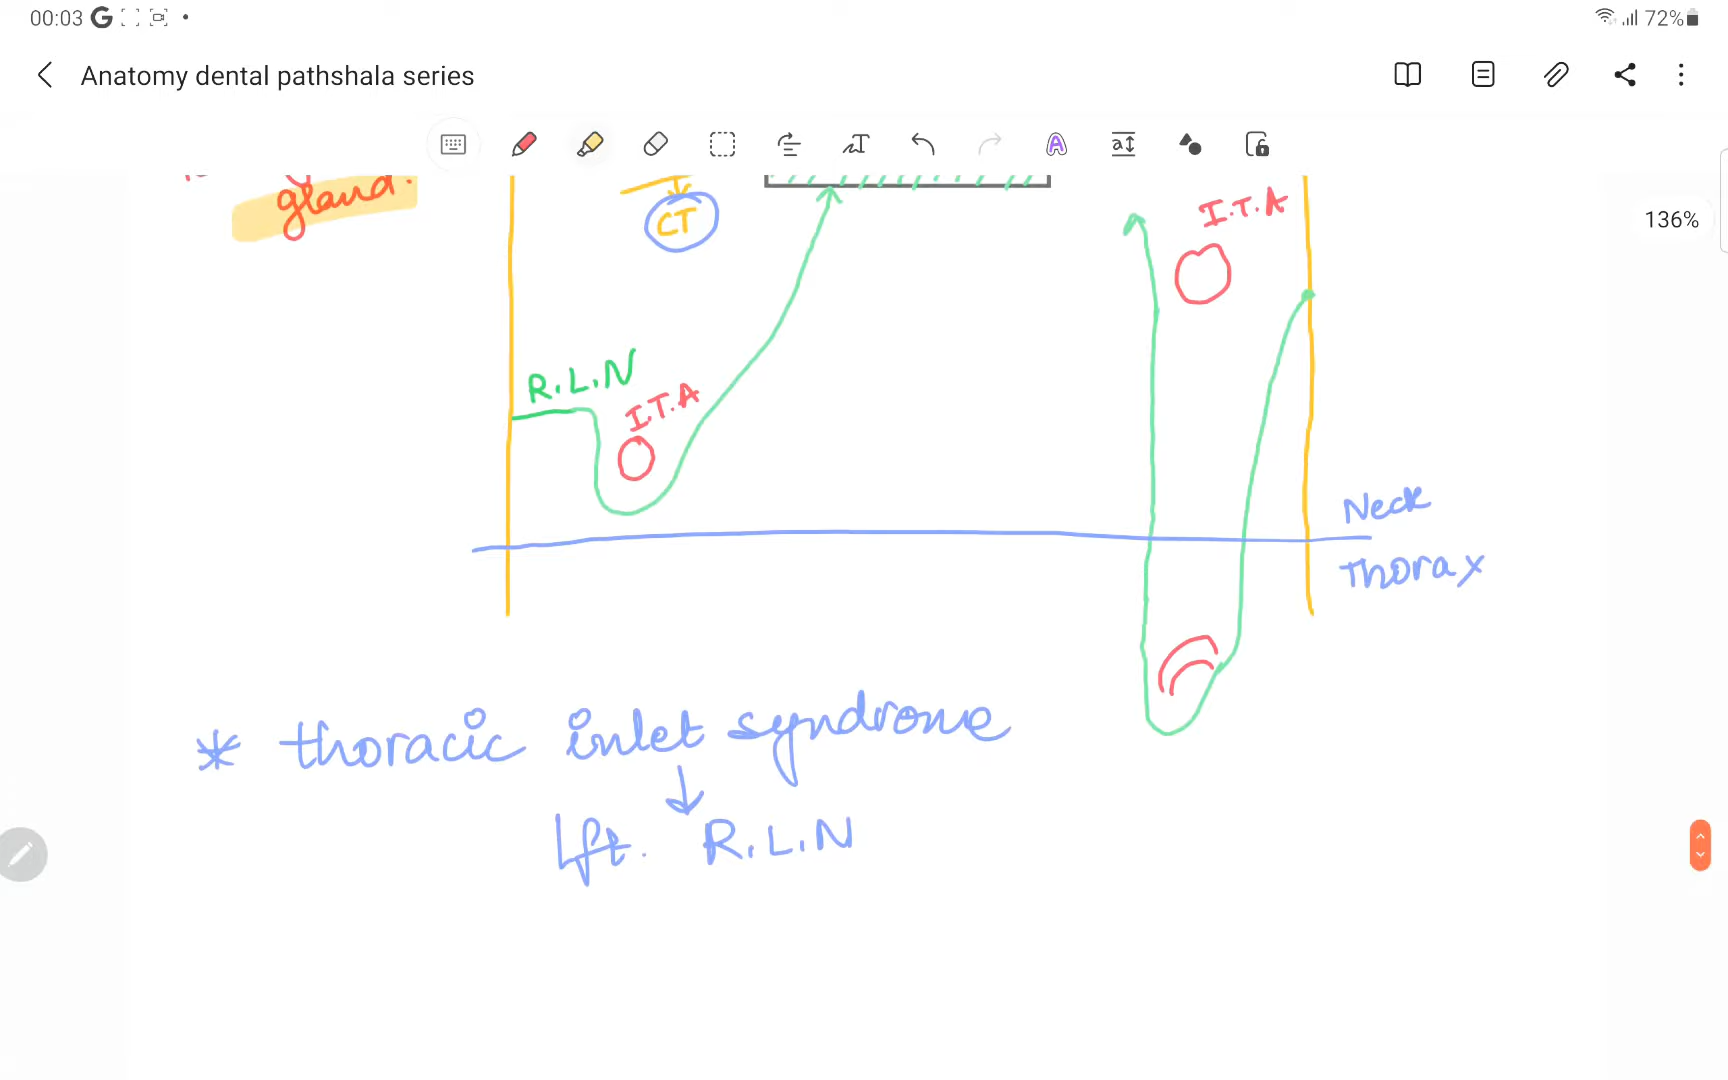 00:03 G 72%
Anatomy dental pathshala series
136%
gland.
CT
I.T.A
R.L.N
I.T.A
Neck
Thorax
* thoracic inlet syndrome
↓
lft. R.L.N